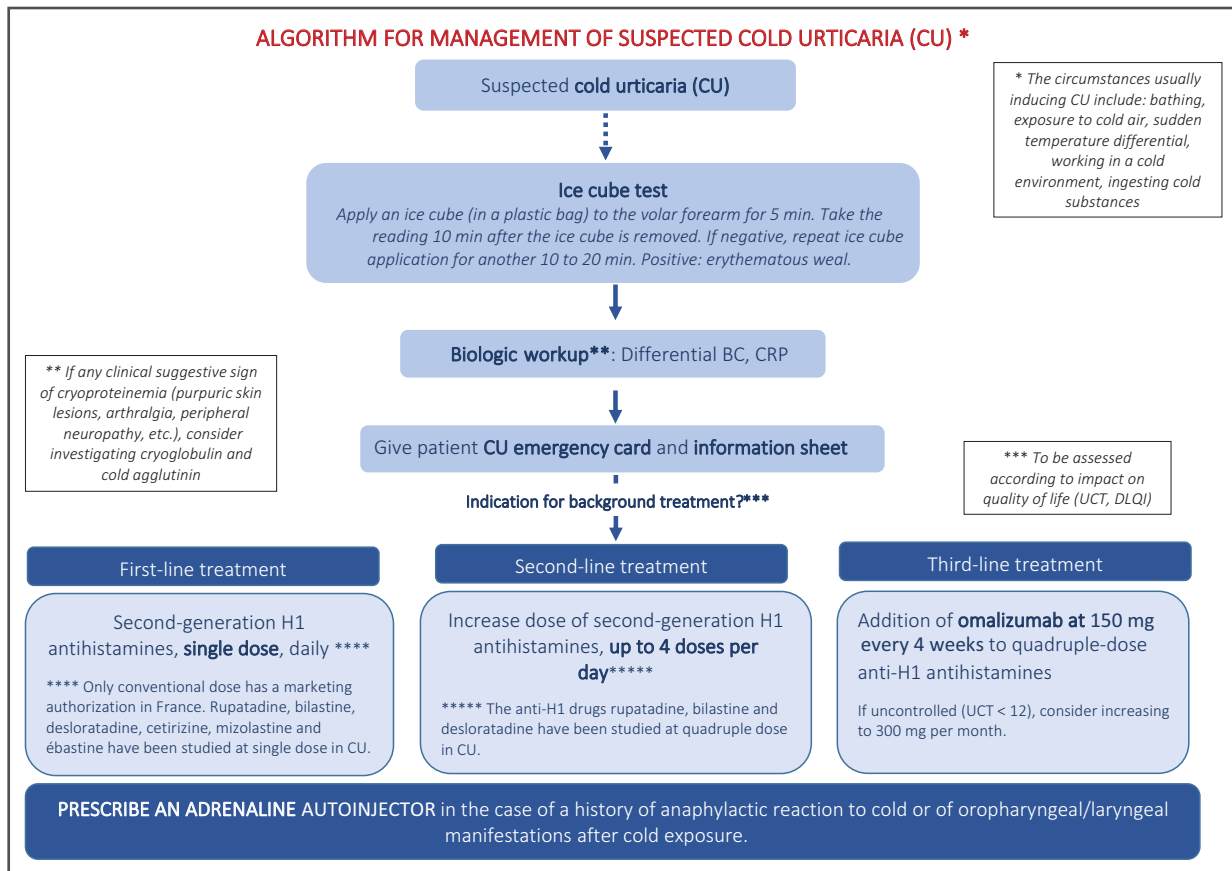 ALGORITHM FOR MANAGEMENT OF SUSPECTED COLD URTICARIA (CU) *
Suspected cold urticaria (CU)
* The circumstances usually
inducing CU include: bathing,
exposure to cold air, sudden
temperature differential,
working in a cold
environment, ingesting cold
substances
Ice cube test
Apply an ice cube (in a plastic bag) to the volar forearm for 5 min. Take the
reading 10 min after the ice cube is removed. If negative, repeat ice cube
application for another 10 to 20 min. Positive: erythematous weal.
Biologic workup**: Differential BC, CRP
** If any clinical suggestive sign
of cryoproteinemia (purpuric skin
lesions, arthralgia, peripheral
neuropathy, etc.), consider
investigating cryoglobulin and
cold agglutinin
Give patient CU emergency card and information sheet
*** To be assessed
according to impact on
quality of life (UCT, DLQI)
Indication for background treatment?***
First-line treatment
Second-generation H1
antihistamines, single dose, daily ****
**** Only conventional dose has a marketing
authorization in France. Rupatadine, bilastine,
desloratadine, cetirizine, mizolastine and
ébastine have been studied at single dose in CU.
Second-line treatment
Increase dose of second-generation H1
antihistamines, up to 4 doses per
day*****
***** The anti-H1 drugs rupatadine, bilastine and
desloratadine have been studied at quadruple dose
in CU.
Third-line treatment
Addition of omalizumab at 150 mg
every 4 weeks to quadruple-dose
anti-H1 antihistamines
If uncontrolled (UCT < 12), consider increasing
to 300 mg per month.
PRESCRIBE AN ADRENALINE AUTOINJECTOR in the case of a history of anaphylactic reaction to cold or of oropharyngeal/laryngeal
manifestations after cold exposure.